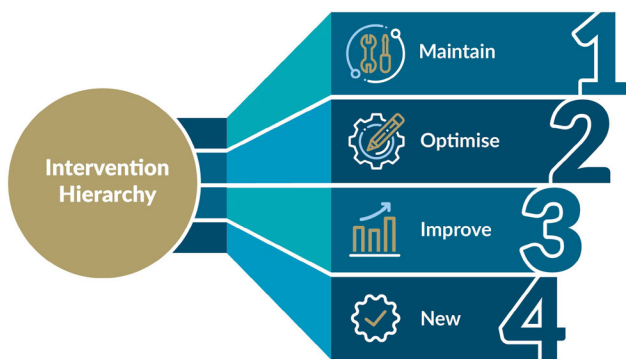 Intervention
Hierarchy
Maintain 1
Optimise 2
Improve 3
New 4